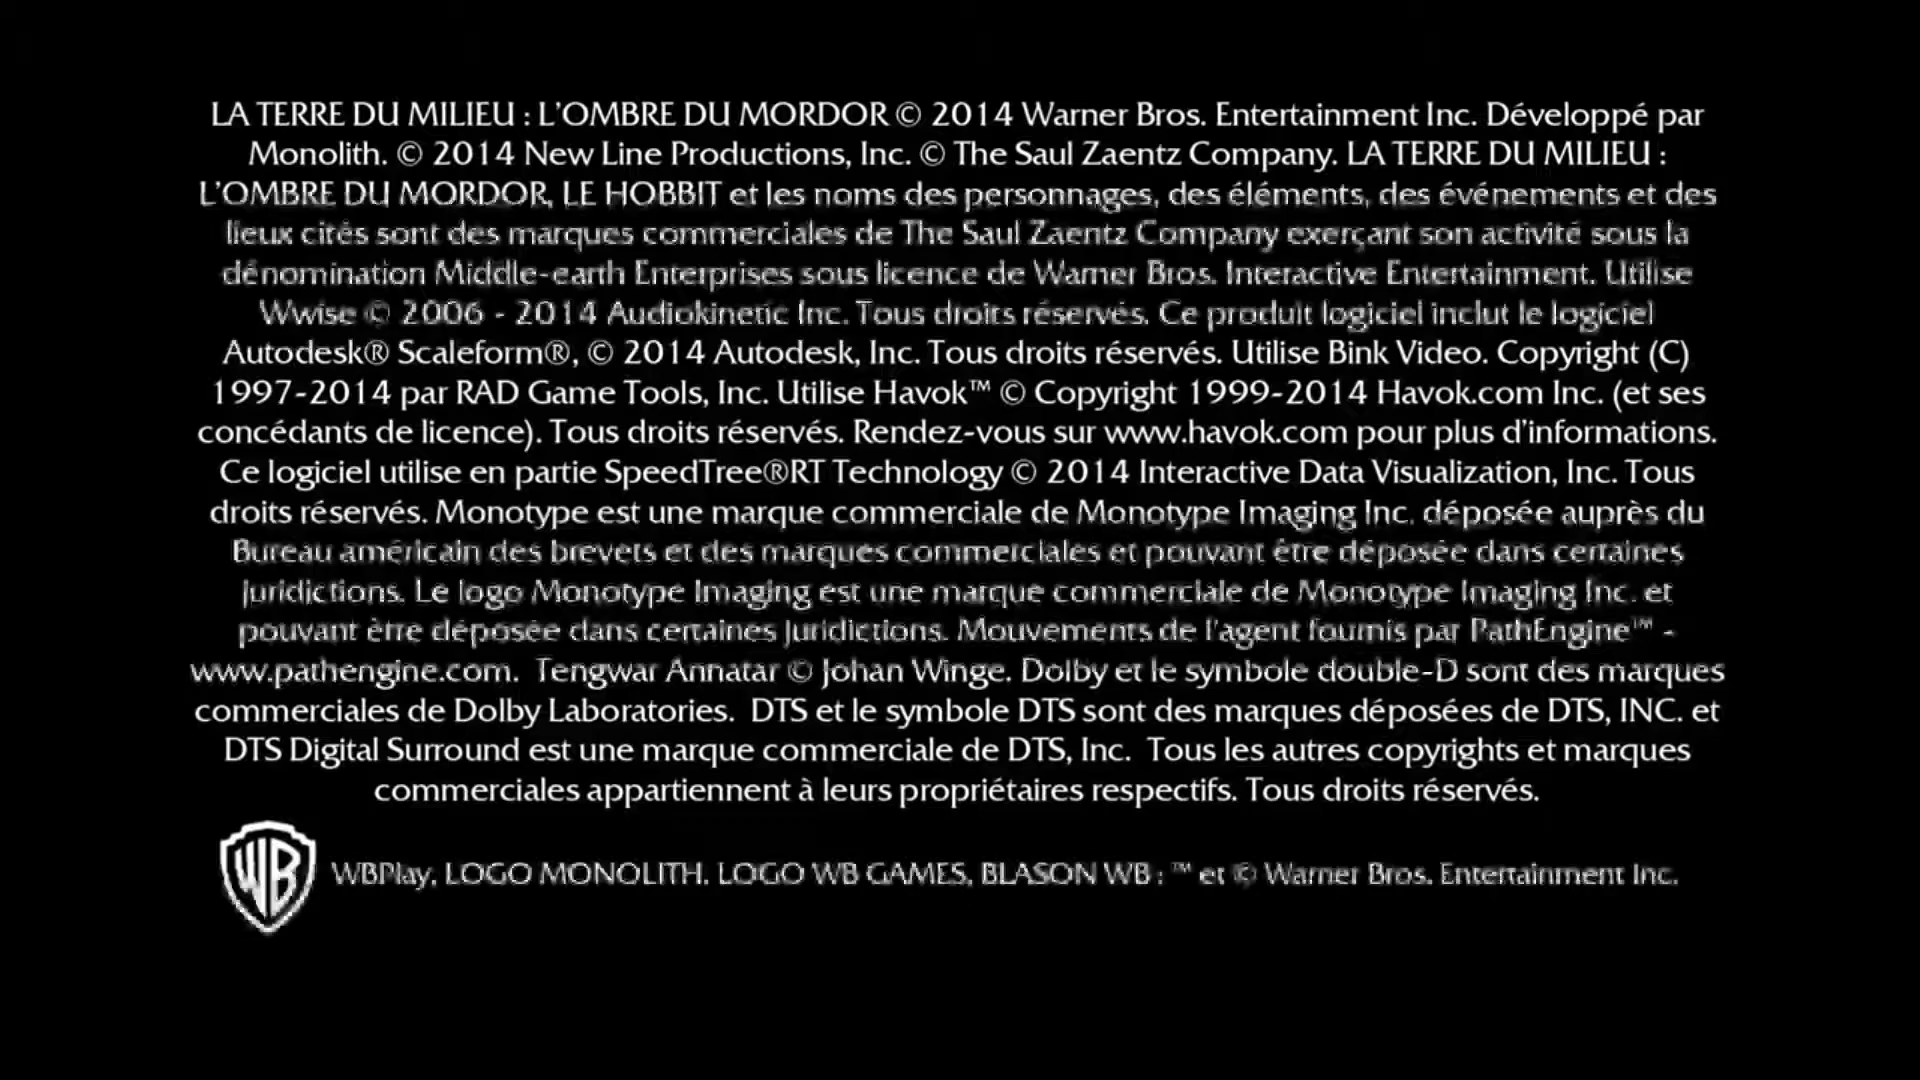 LA TERRE DU MILIEU : L'OMBRE DU MORDOR © 2014 Warner Bros. Entertainment Inc. Développé par
Monolith. © 2014 New Line Productions, Inc. © The Saul Zaentz Company. LA TERRE DU MILIEU :
L'OMBRE DU MORDOR, LE HOBBIT et les noms des personnages, des éléments, des événements et des
lieux cités sont des marques commerciales de The Saul Zaentz Company exerçant son activité sous la
dénomination Middle-earth Enterprises sous licence de Warner Bros. Interactive Entertainment. Utilise
Wwise © 2006 - 2014 Audiokinetic Inc. Tous droits réservés. Ce produit logiciel inclut le logiciel
Autodesk® Scaleform®, © 2014 Autodesk, Inc. Tous droits réservés. Utilise Bink Video. Copyright (C)
1997-2014 par RAD Game Tools, Inc. Utilise Havok™ © Copyright 1999-2014 Havok.com Inc. (et ses
concédants de licence). Tous droits réservés. Rendez-vous sur www.havok.com pour plus d'informations.
Ce logiciel utilise en partie SpeedTree®RT Technology © 2014 Interactive Data Visualization, Inc. Tous
droits réservés. Monotype est une marque commerciale de Monotype Imaging Inc. déposée auprès du
Bureau américain des brevets et des marques commerciales et pouvant être déposée dans certaines
juridictions. Le logo Monotype Imaging est une marque commerciale de Monotype Imaging Inc. et
pouvant être déposée dans certaines juridictions. Mouvements de l'agent fournis par PathEngine™ -
www.pathengine.com. Tengwar Annatar © Johan Winge. Dolby et le symbole double-D sont des marques
commerciales de Dolby Laboratories. DTS et le symbole DTS sont des marques déposées de DTS, INC. et
DTS Digital Surround est une marque commerciale de DTS, Inc. Tous les autres copyrights et marques
commerciales appartiennent à leurs propriétaires respectifs. Tous droits réservés.
WB WBPlay, LOGO MONOLITH, LOGO WB GAMES, BLASON WB : ™ et © Warner Bros. Entertainment Inc.